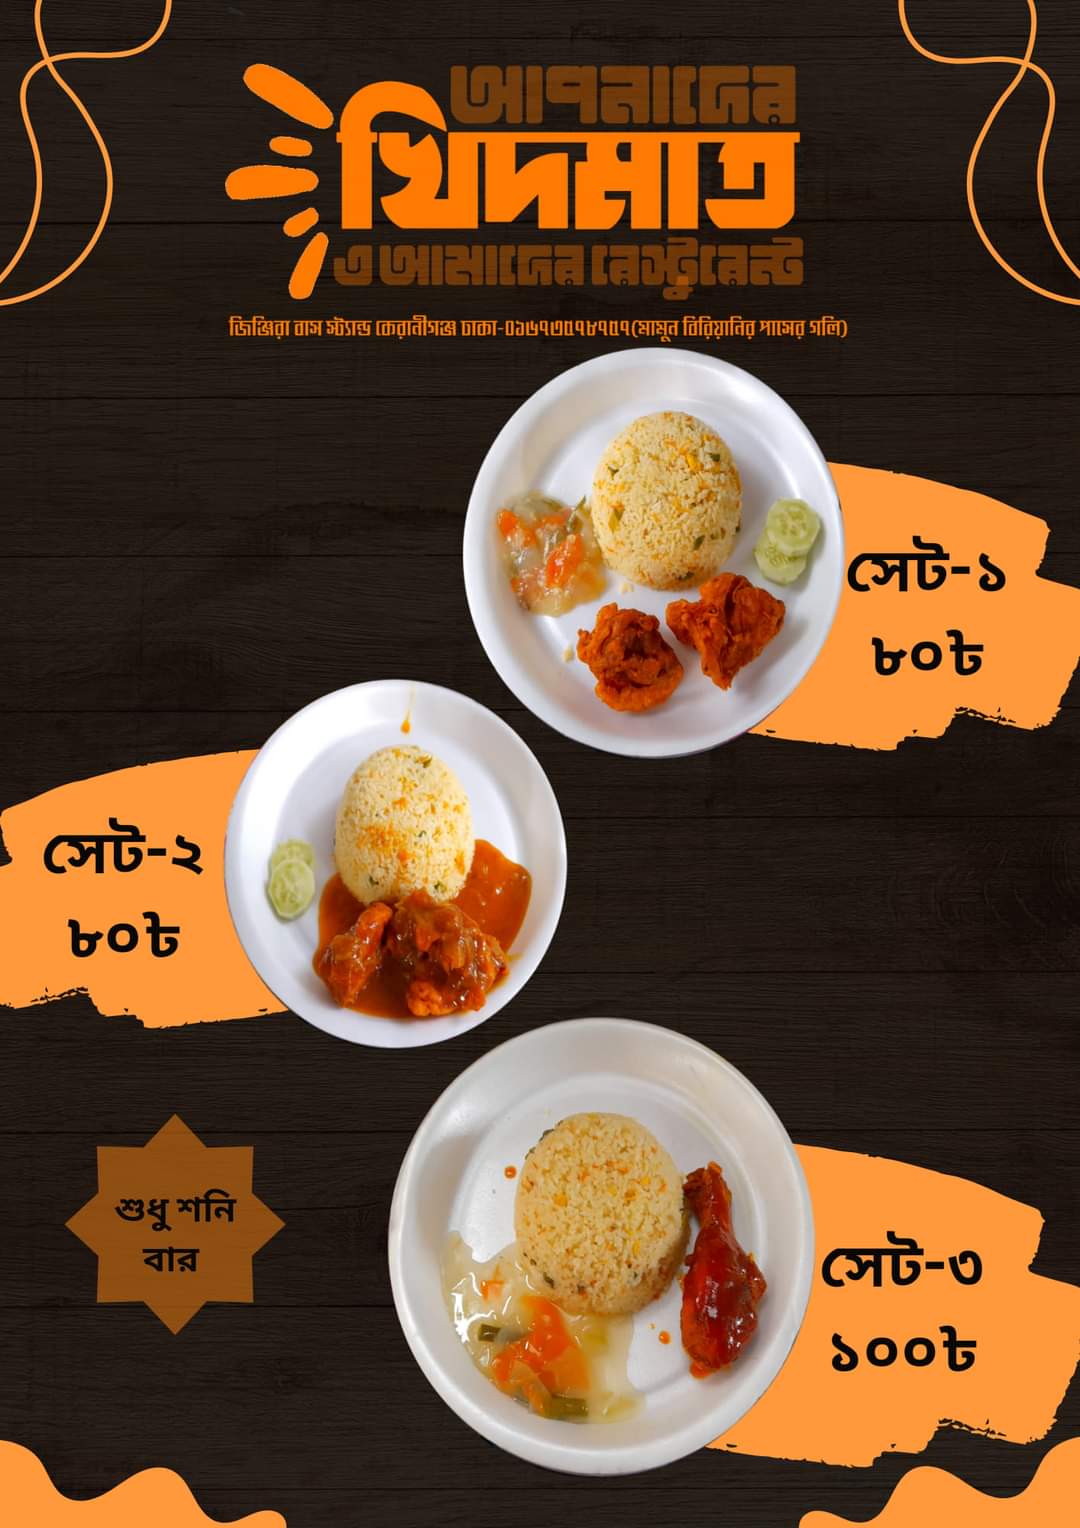 আপনাদের
খিদমাত
এ আমাদের রেস্টুরেন্ট
জিঞ্জিরা বাস স্ট্যান্ড কেরানীগঞ্জ ঢাকা-০১৬৭৩৫৭৮৭৫৭(মামুন বিরিয়ানির পাসের গলি)
সেট-১
৮০৳
সেট-২
৮০৳
শুধু শনি
বার
সেট-৩
১০০৳